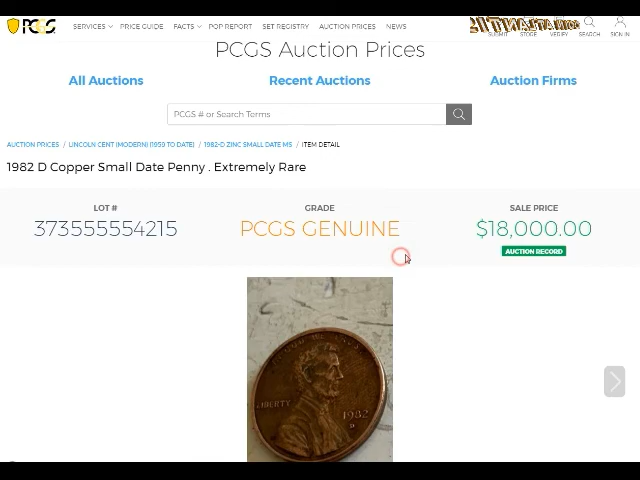 PCGS SERVICES PRICE GUIDE FACTS POP REPORT SET REGISTRY AUCTION PRICES NEWS
SUBMIT STORE VERIFY SEARCH SIGN IN
PCGS Auction Prices
All Auctions Recent Auctions Auction Firms
PCGS # or Search Terms
AUCTION PRICES / LINCOLN CENT (MODERN) (1959 TO DATE) / 1982-D ZINC SMALL DATE MS / ITEM DETAIL
1982 D Copper Small Date Penny . Extremely Rare
LOT # GRADE SALE PRICE
373555554215 PCGS GENUINE $18,000.00
AUCTION RECORD
LIBERTY 1982
D